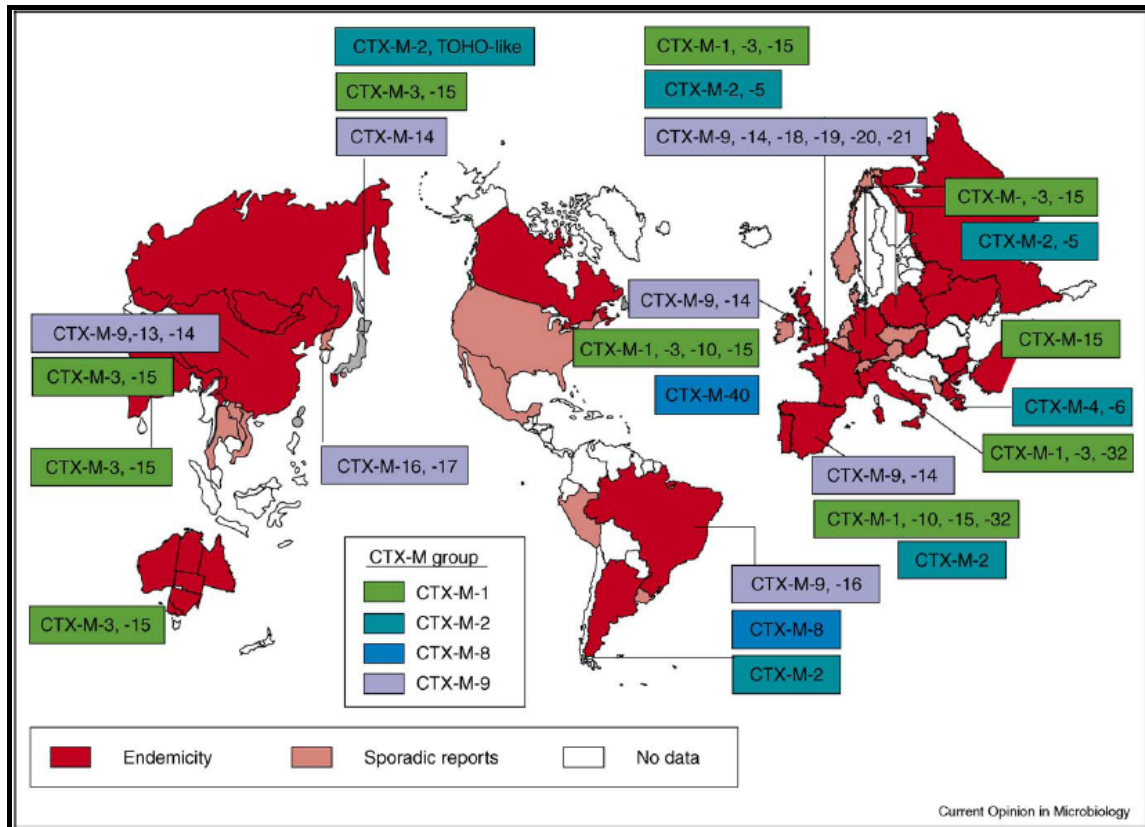 CTX-M-2, TOHO-like
CTX-M-3, -15
CTX-M-14
CTX-M-1, -3, -15
CTX-M-2, -5
CTX-M-9, -14, -18, -19, -20, -21
CTX-M-, -3, -15
CTX-M-2, -5
CTX-M-9, -14
CTX-M-1, -3, -10, -15
CTX-M-40
CTX-M-15
CTX-M-4, -6
CTX-M-1, -3, -32
CTX-M-9,-13, -14
CTX-M-3, -15
CTX-M-3, -15
CTX-M-16, -17
CTX-M-9, -14
CTX-M-1, -10, -15, -32
CTX-M-2
CTX-M-9, -16
CTX-M-8
CTX-M-2
CTX-M-3, -15
CTX-M group
CTX-M-1
CTX-M-2
CTX-M-8
CTX-M-9
Endemicity
Sporadic reports
No data
Current Opinion in Microbiology